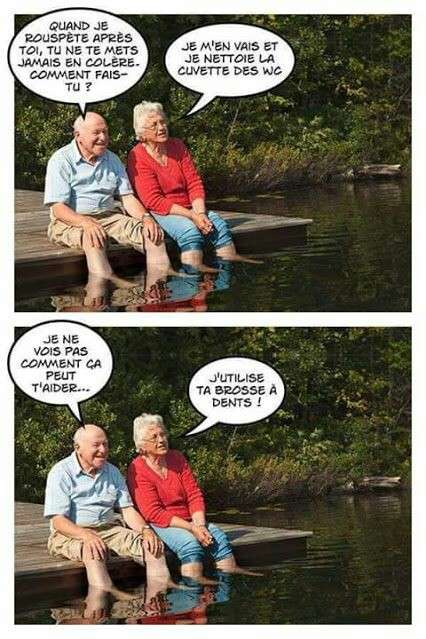 QUAND JE
ROUSPÈTE APRÈS
TOI, TU NE TE METS
JAMAIS EN COLÈRE.
COMMENT FAIS-
TU ?
JE M'EN VAIS ET
JE NETTOIE LA
CUVETTE DES WC
JE NE
VOIS PAS
COMMENT ÇA
PEUT
T'AIDER...
J'UTILISE
TA BROSSE À
DENTS !